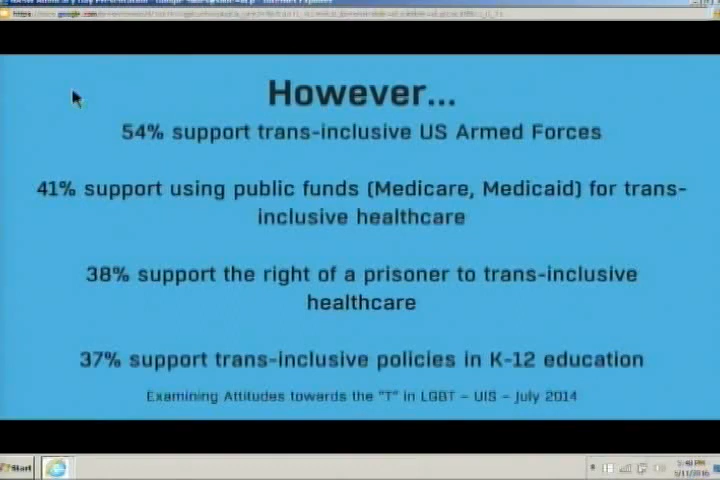 However...
54% support trans-inclusive US Armed Forces
41% support using public funds (Medicare, Medicaid) for trans-
inclusive healthcare
38% support the right of a prisoner to trans-inclusive
healthcare
37% support trans-inclusive policies in K-12 education
Examining Attitudes towards the "T" in LGBT – UIS – July 2014
Start